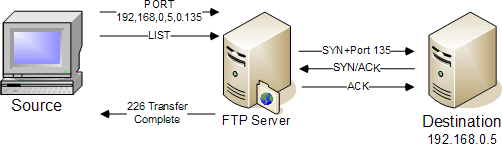 PORT
192,168,0,5,0.135
LIST
SYN+Port 135
SYN/ACK
ACK
Source
226 Transfer
Complete
FTP Server
Destination
192.168.0.5